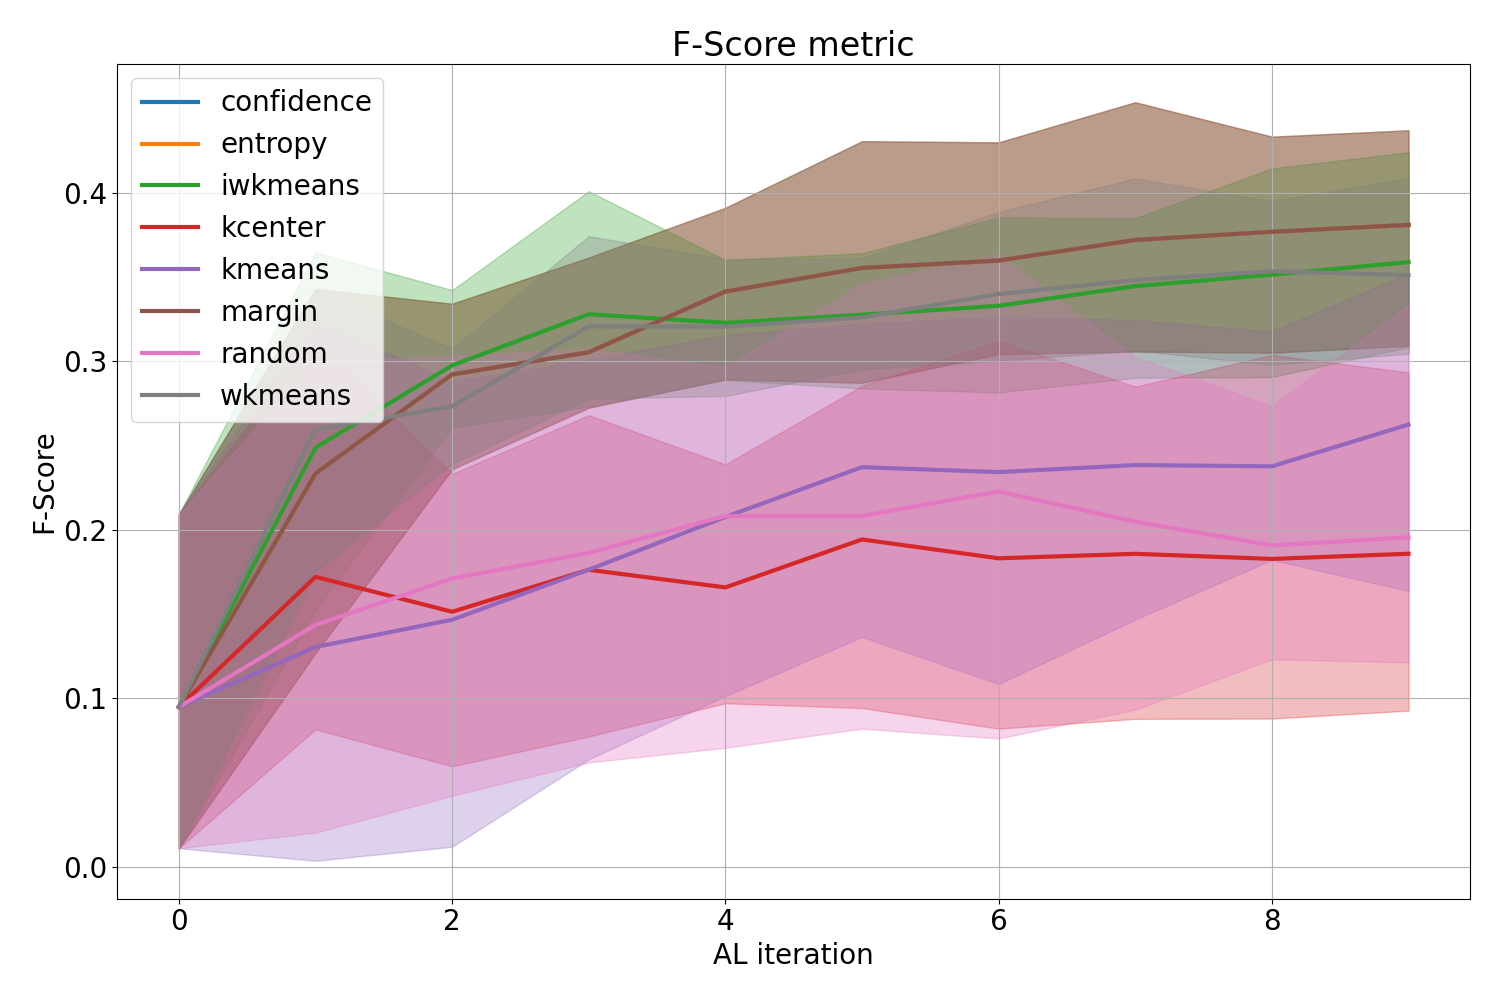 F-Score metric
confidence
entropy
iwkmeans
kcenter
kmeans
margin
random
wkmeans
0.4
0.3
0.2
0.1
0.0
F-Score
0 2 4 6 8
AL iteration